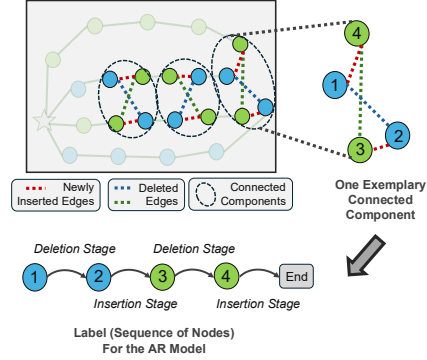 4
1
2
3
Newly
Inserted Edges
Deleted
Edges
Connected
Components
One Exemplary
Connected
Component
Deletion Stage
Deletion Stage
1
2
3
4
End
Insertion Stage
Insertion Stage
Label (Sequence of Nodes)
For the AR Model